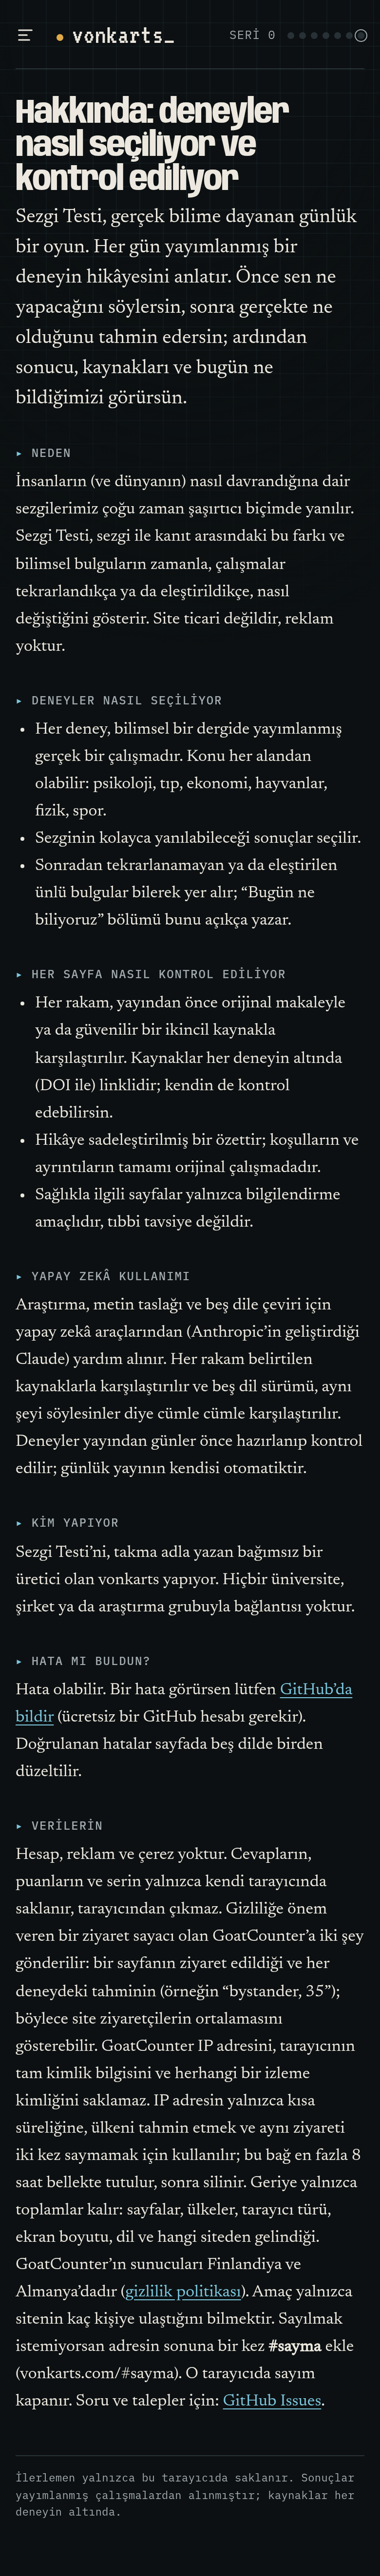 vonkarts_
SERİ 0
Hakkında: deneyler
nasıl seçiliyor ve
kontrol ediliyor
Sezgi Testi, gerçek bilime dayanan günlük
bir oyun. Her gün yayımlanmış bir
deneyin hikâyesini anlatır. Önce sen ne
yapacağını söylersin, sonra gerçekte ne
olduğunu tahmin edersin; ardından
sonucu, kaynakları ve bugün ne
bildiğimizi görürsün.
▸ NEDEN
İnsanların (ve dünyanın) nasıl davrandığına dair
sezgilerimiz çoğu zaman şaşırtıcı biçimde yanılır.
Sezgi Testi, sezgi ile kanıt arasındaki bu farkı ve
bilimsel bulguların zamanla, çalışmalar
tekrarlandıkça ya da eleştirildikçe, nasıl
değiştiğini gösterir. Site ticari değildir, reklam
yoktur.
▸ DENEYLER NASIL SEÇİLİYOR
• Her deney, bilimsel bir dergide yayımlanmış
gerçek bir çalışmadır. Konu her alandan
olabilir: psikoloji, tıp, ekonomi, hayvanlar,
fizik, spor.
• Sezginin kolayca yanılabileceği sonuçlar seçilir.
• Sonradan tekrarlanamayan ya da eleştirilen
ünlü bulgular bilerek yer alır; “Bugün ne
biliyoruz” bölümü bunu açıkça yazar.
▸ HER SAYFA NASIL KONTROL EDİLİYOR
• Her rakam, yayından önce orijinal makaleyle
ya da güvenilir bir ikincil kaynakla
karşılaştırılır. Kaynaklar her deneyin altında
(DOI ile) linklidir; kendin de kontrol
edebilirsin.
• Hikâye sadeleştirilmiş bir özettir; koşulların ve
ayrıntıların tamamı orijinal çalışmadadır.
• Sağlıkla ilgili sayfalar yalnızca bilgilendirme
amaçlıdır, tıbbi tavsiye değildir.
▸ YAPAY ZEKÂ KULLANIMI
Araştırma, metin taslağı ve beş dile çeviri için
yapay zekâ araçlarından (Anthropic’in geliştirdiği
Claude) yardım alınır. Her rakam belirtilen
kaynaklarla karşılaştırılır ve beş dil sürümü, aynı
şeyi söylesinler diye cümle cümle karşılaştırılır.
Deneyler yayından günler önce hazırlanıp kontrol
edilir; günlük yayının kendisi otomatiktir.
▸ KİM YAPIYOR
Sezgi Testi’ni, takma adla yazan bağımsız bir
üretici olan vonkarts yapıyor. Hiçbir üniversite,
şirket ya da araştırma grubuyla bağlantısı yoktur.
▸ HATA MI BULDUN?
Hata olabilir. Bir hata görürsen lütfen GitHub’da
bildir (ücretsiz bir GitHub hesabı gerekir).
Doğrulanan hatalar sayfada beş dilde birden
düzeltilir.
▸ VERİLERİN
Hesap, reklam ve çerez yoktur. Cevapların,
puanların ve serin yalnızca kendi tarayıcında
saklanır, tarayıcından çıkmaz. Gizliliğe önem
veren bir ziyaret sayacı olan GoatCounter’a iki şey
gönderilir: bir sayfanın ziyaret edildiği ve her
deneydeki tahminin (örneğin “bystander, 35”);
böylece site ziyaretçilerin ortalamasını
gösterebilir. GoatCounter IP adresini, tarayıcının
tam kimlik bilgisini ve herhangi bir izleme
kimliğini saklamaz. IP adresin yalnızca kısa
süreliğine, ülkeni tahmin etmek ve aynı ziyareti
iki kez saymamak için kullanılır; bu bağ en fazla 8
saat bellekte tutulur, sonra silinir. Geriye yalnızca
toplamlar kalır: sayfalar, ülkeler, tarayıcı türü,
ekran boyutu, dil ve hangi siteden gelindiği.
GoatCounter’ın sunucuları Finlandiya ve
Almanya’dadır (gizlilik politikası). Amaç yalnızca
sitenin kaç kişiye ulaştığını bilmektir. Sayılmak
istemiyorsan adresin sonuna bir kez #sayma ekle
(vonkarts.com/#sayma). O tarayıcıda sayım
kapanır. Soru ve talepler için: GitHub Issues.
İlerlemen yalnızca bu tarayıcıda saklanır. Sonuçlar
yayımlanmış çalışmalardan alınmıştır; kaynaklar her
deneyin altında.